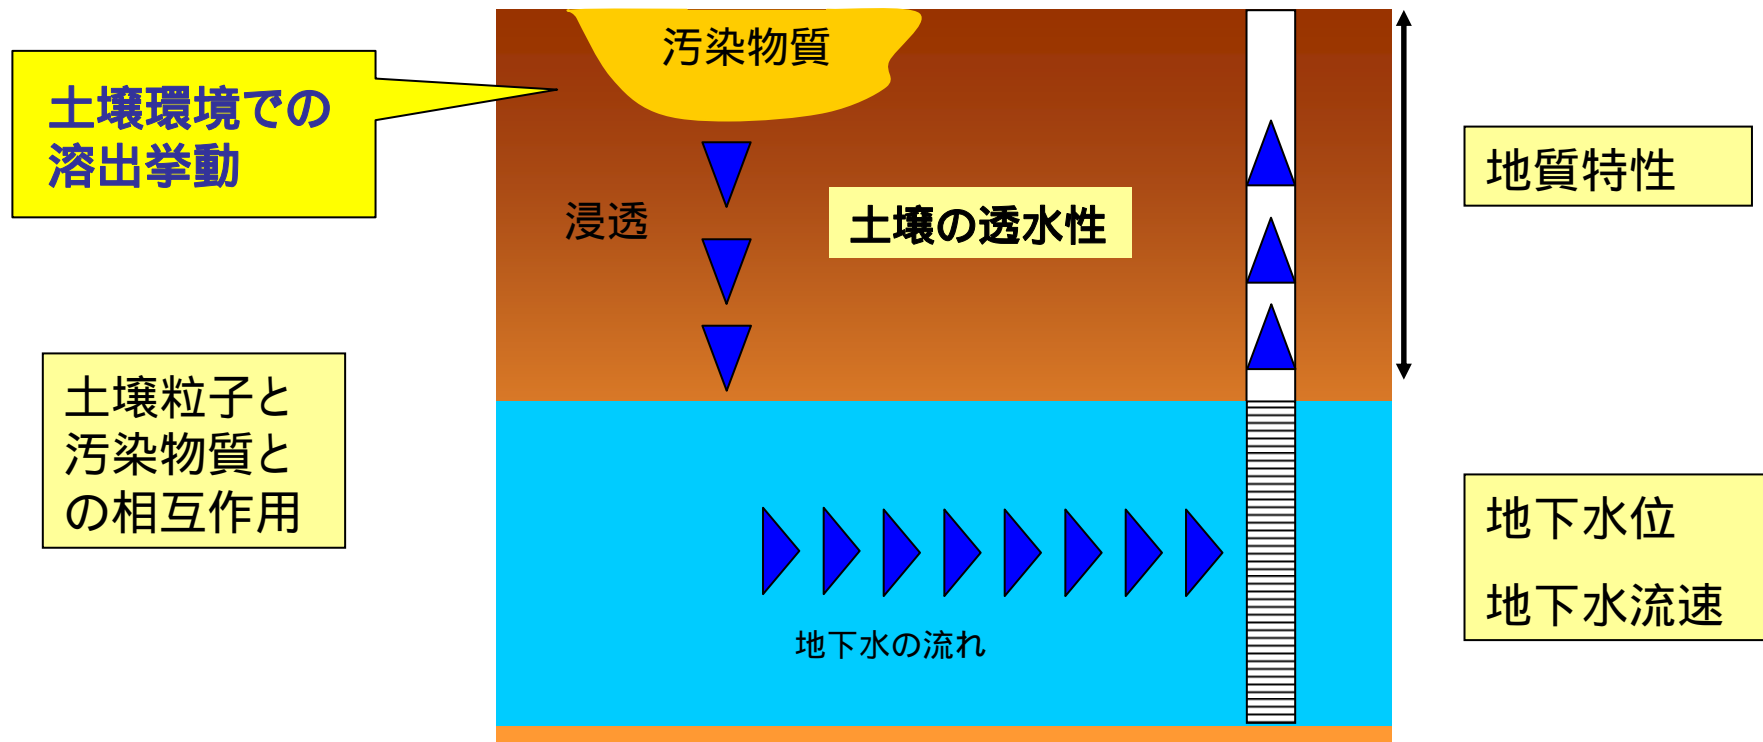 汚染物質
土壌環境での
溶出挙動
浸透
土壌の透水性
地質特性
土壌粒子と
汚染物質と
の相互作用
地下水位
地下水流速
地下水の流れ